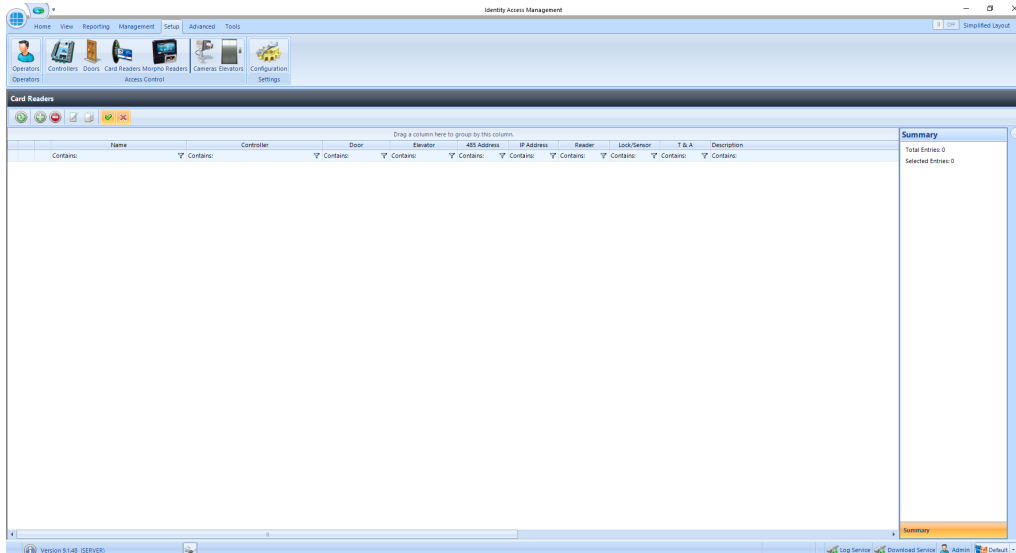 Identity Access Management
Home View Reporting Management Setup Advanced Tools
Simplified Layout
Operators Controllers Doors Card Readers Morpho Readers Cameras Elevators Configuration
Operators Access Control Settings
Card Readers
Drag a column here to group by this column.
Name Controller Door Elevator 485 Address IP Address Reader Lock/Sensor T & A Description
Contains: Contains: Contains: Contains: Contains: Contains: Contains: Contains: Contains: Contains:
Summary
Total Entries: 0
Selected Entries: 0
Summary
Version 9.1.48 (SERVER) Log Service Download Service Admin Default